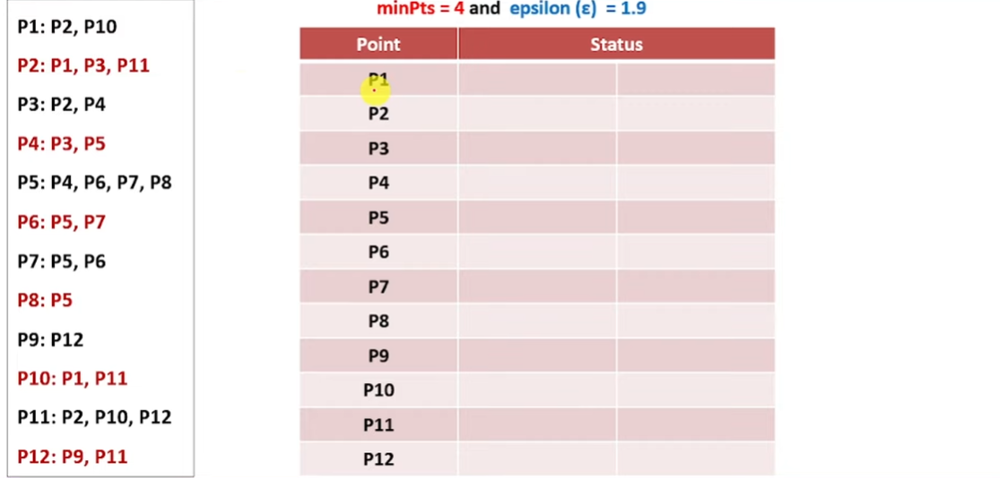 P1: P2, P10
P2: P1, P3, P11
P3: P2, P4
P4: P3, P5
P5: P4, P6, P7, P8
P6: P5, P7
P7: P5, P6
P8: P5
P9: P12
P10: P1, P11
P11: P2, P10, P12
P12: P9, P11
minPts = 4 and epsilon (ε) = 1.9
Point Status
P1
P2
P3
P4
P5
P6
P7
P8
P9
P10
P11
P12